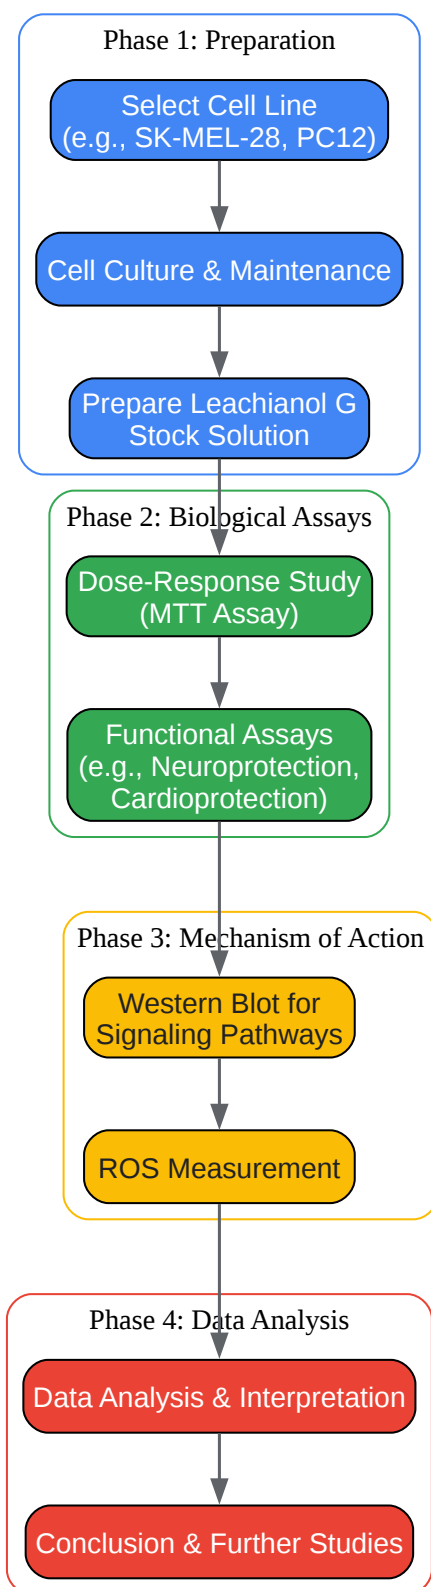 Phase 1: Preparation
Select Cell Line
(e.g., SK-MEL-28, PC12)
Cell Culture & Maintenance
Prepare Leachianol G
Stock Solution
Phase 2: Biological Assays
Dose-Response Study
(MTT Assay)
Functional Assays
(e.g., Neuroprotection,
Cardioprotection)
Phase 3: Mechanism of Action
Western Blot for
Signaling Pathways
ROS Measurement
Phase 4: Data Analysis
Data Analysis & Interpretation
Conclusion & Further Studies